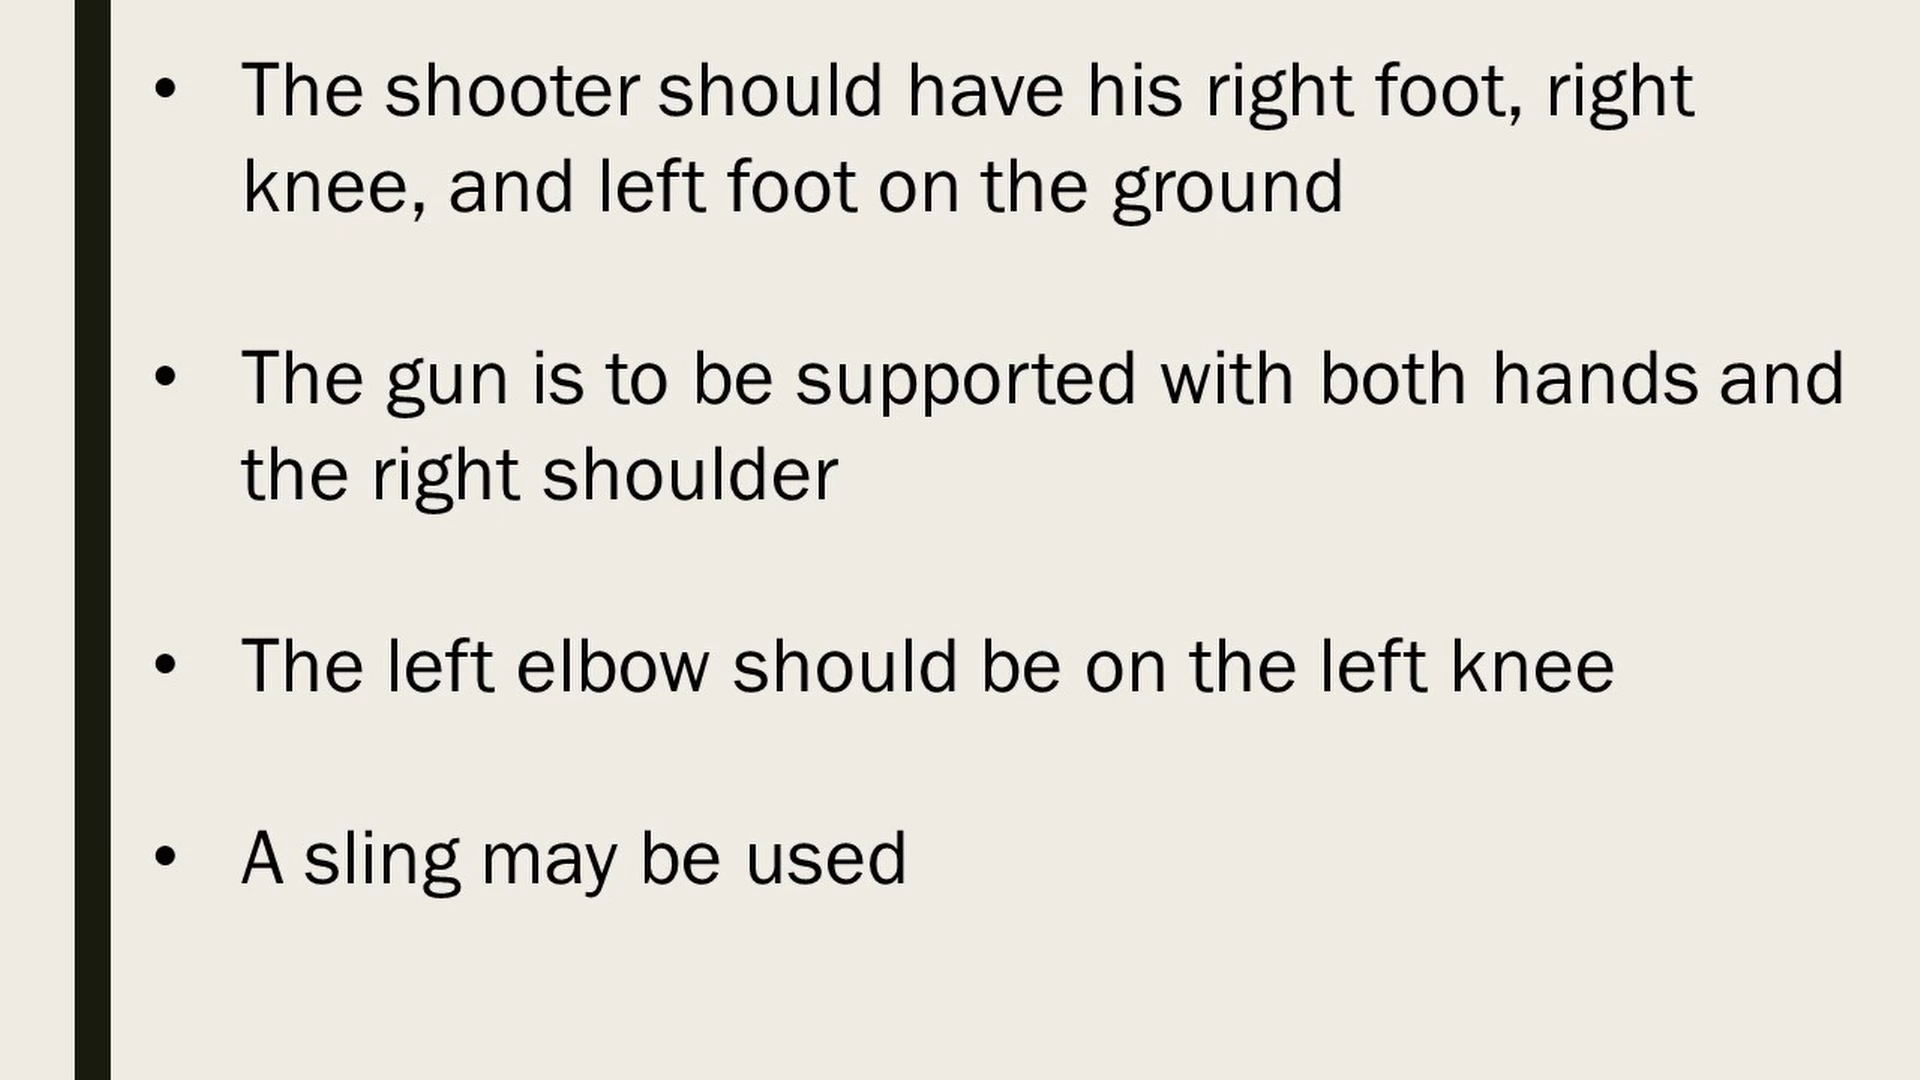 • The shooter should have his right foot, right
knee, and left foot on the ground
• The gun is to be supported with both hands and
the right shoulder
• The left elbow should be on the left knee
• A sling may be used